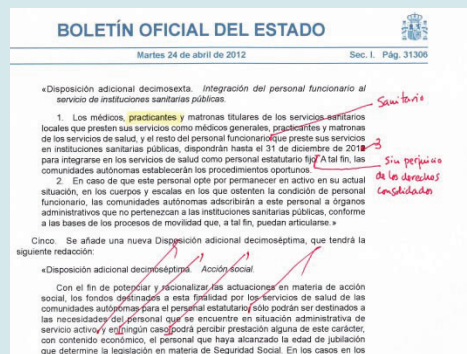 BOLETÍN OFICIAL DEL ESTADO
Martes 24 de abril de 2012 Sec. I. Pág. 31306
«Disposición adicional decimosexta. Integración del personal funcionario al
servicio de instituciones sanitarias públicas.
1. Los médicos, practicantes y matronas titulares de los servicios sanitarios
locales que presten sus servicios como médicos generales, practicantes y matronas
de los servicios de salud, y el resto del personal funcionario que preste sus servicios
en instituciones sanitarias públicas, dispondrán hasta el 31 de diciembre de 201
para integrarse en los servicios de salud como personal estatutario fijo. A tal fin, las
comunidades autónomas establecerán los procedimientos oportunos.
Sanitario
3
Sin perjuicio
de los derechos
consolidados
2. En caso de que este personal opte por permanecer en activo en su actual
situación, en los cuerpos y escalas en los que ostenten la condición de personal
funcionario, las comunidades autónomas adscribirán a este personal a órganos
administrativos que no pertenezcan a las instituciones sanitarias públicas, conforme
a las bases de los procesos de movilidad que, a tal fin, puedan articularse.»
Cinco. Se añade una nueva Disposición adicional decimoséptima, que tendrá la
siguiente redacción:
«Disposición adicional decimoséptima. Acción social.
Con el fin de potenciar y racionalizar las actuaciones en materia de acción
social, los fondos destinados a esta finalidad por los servicios de salud de las
comunidades autónomas para el personal estatutario, sólo podrán ser destinados a
las necesidades del personal que se encuentre en situación administrativa de
servicio activo, y ningún caso podrá percibir prestación alguna de este carácter,
con contenido económico, el personal que haya alcanzado la edad de jubilación
que determine la legislación en materia de Seguridad Social. En los casos en los